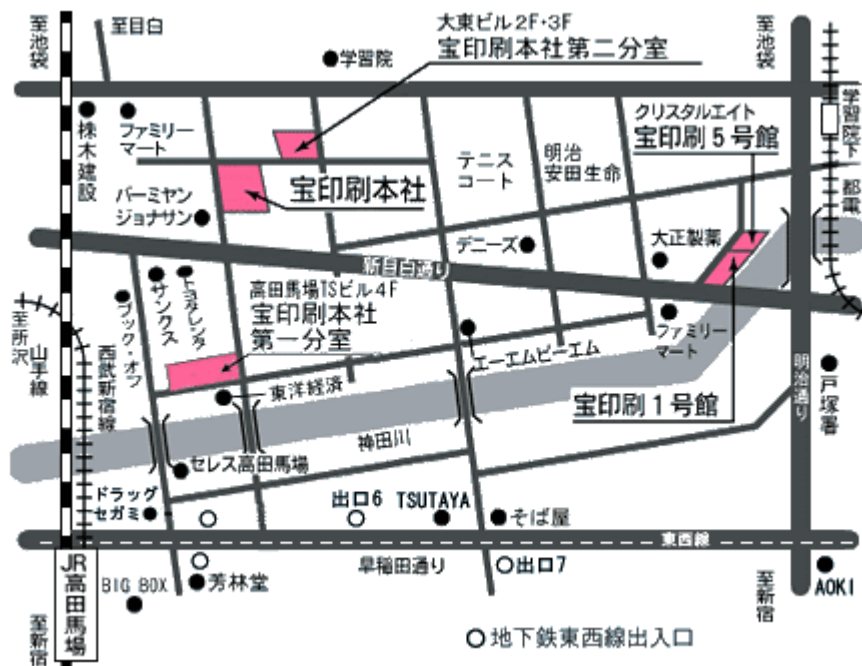 至池袋
至目白
学習院
大東ビル2F・3F
宝印刷本社第二分室
至池袋
学習院下
都電
ファミリー
マート
株木建設
バーミヤン
ジョナサン
宝印刷本社
テニス
コート
明治
安田生命
クリスタルエイト
宝印刷5号館
デニーズ
大正製薬
新目白通り
至所沢
山手線
西武新宿線
ブック・オフ
サンクス
トヨタレンタ
高田馬場TSビル4F
宝印刷本社
第一分室
東洋経済
エーエムピーエム
ファミリー
マート
宝印刷1号館
明治通り
戸塚署
神田川
セレス高田馬場
ドラッグ
セガミ
出口6
TSUTAYA
そば屋
東西線
早稲田通り
出口7
JR高田馬場
BIG BOX
芳林堂
至新宿
至新宿
AOKI
○地下鉄東西線出入口